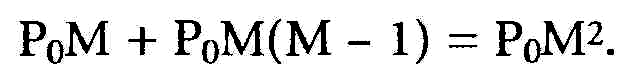 P₀M + P₀M(M – 1) = P₀M².